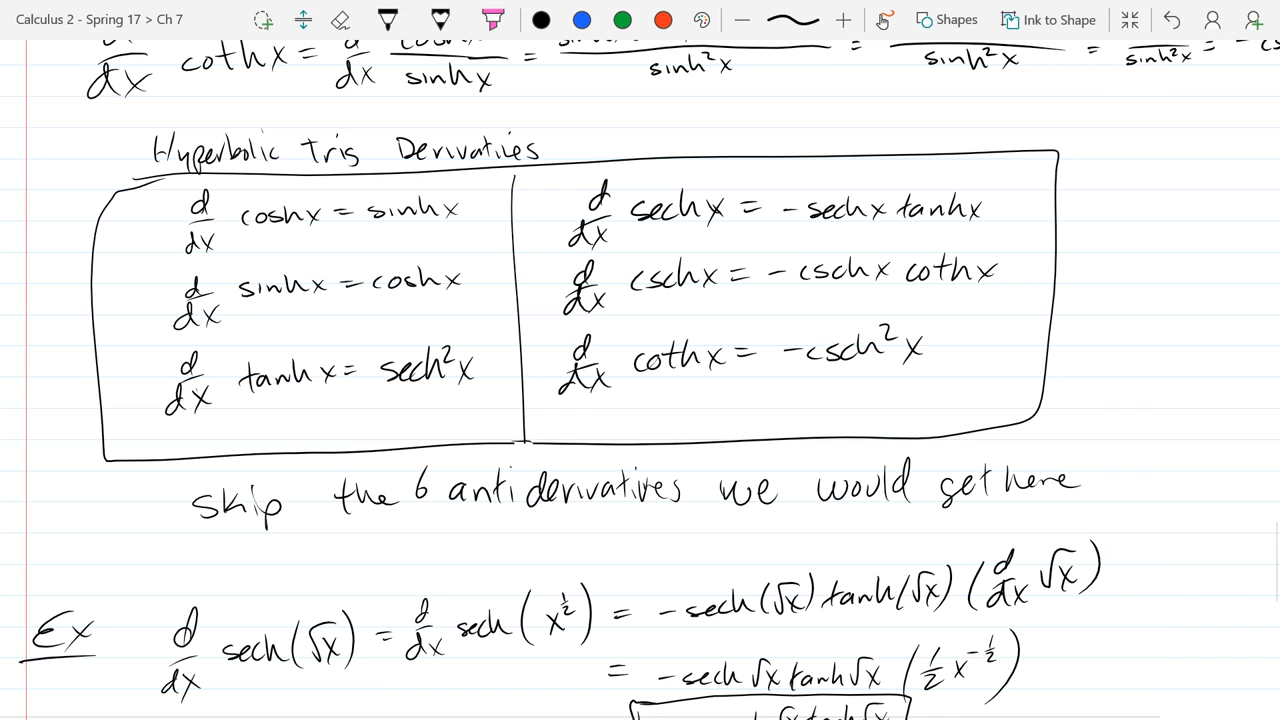 Calculus 2 - Spring 17 > Ch 7
Shapes
Ink to Shape
d/dx coth x = d/dx cosh x / sinh x = / sinh²x = / sinh²x = / sinh²x = -
Hyperbolic Trig Derivatives
d/dx cosh x = sinh x
d/dx sinh x = cosh x
d/dx tanh x = sech²x
d/dx sech x = - sech x tanh x
d/dx csch x = - csch x coth x
d/dx coth x = -csch²x
skip the 6 antiderivatives we would get here
Ex d/dx sech(√x) = d/dx sech(x^½) = -sech(√x) tanh(√x) (d/dx √x)
= -sech√x tanh√x (½ x^-½)